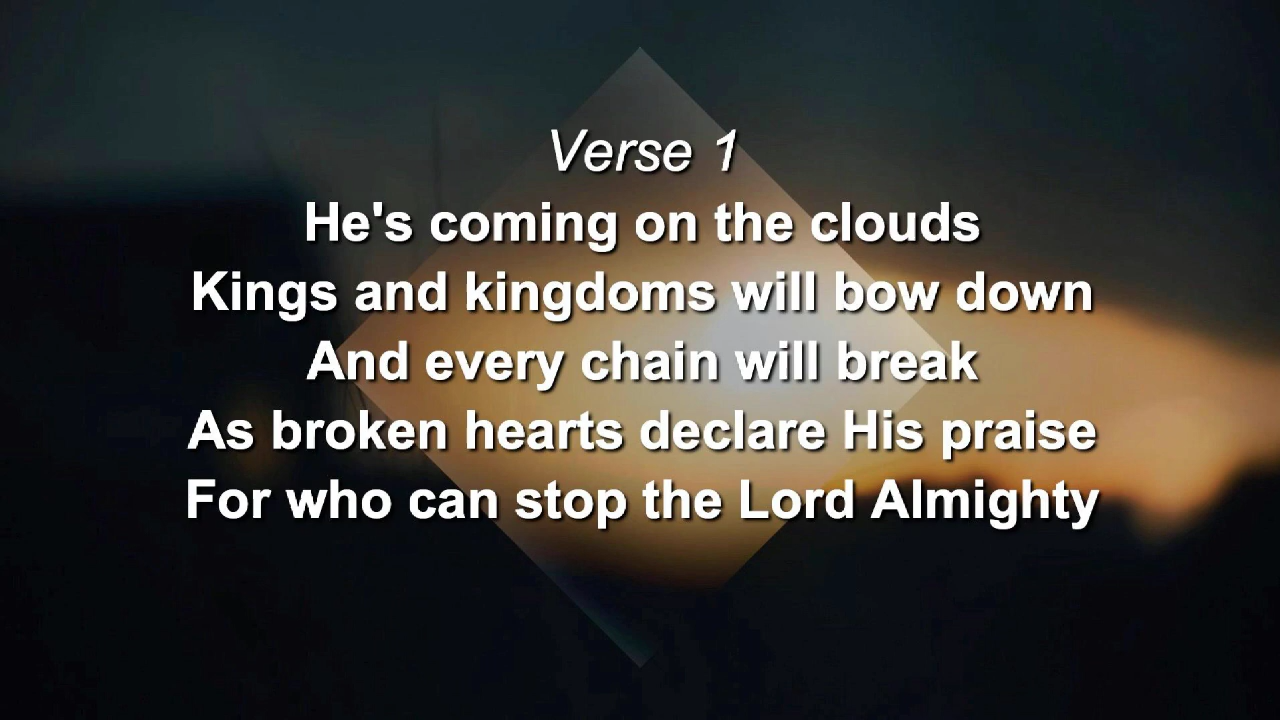 Verse 1
He's coming on the clouds
Kings and kingdoms will bow down
And every chain will break
As broken hearts declare His praise
For who can stop the Lord Almighty